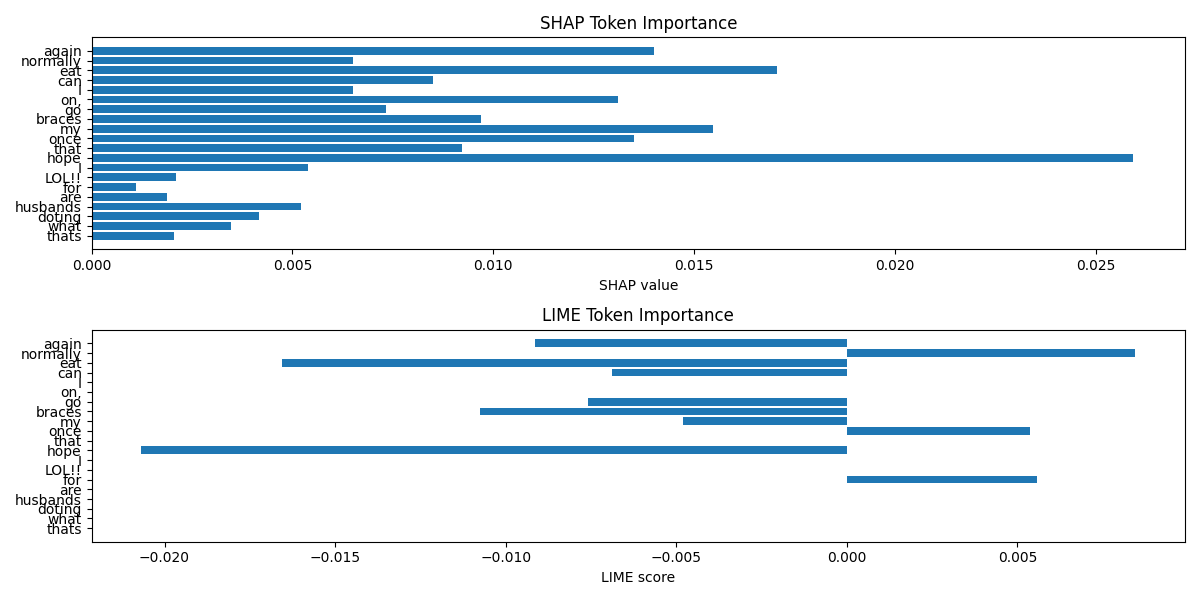 SHAP Token Importance
again
normally
eat
can
I
on,
go
braces
my
once
that
hope
I
LOL!!
for
are
husbands
doting
what
thats
0.000 0.005 0.010 0.015 0.020 0.025
SHAP value
LIME Token Importance
again
normally
eat
can
I
on,
go
braces
my
once
that
hope
I
LOL!!
for
are
husbands
doting
what
thats
−0.020 −0.015 −0.010 −0.005 0.000 0.005
LIME score